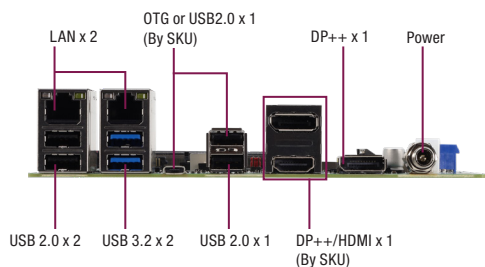 LAN x 2
OTG or USB2.0 x 1
(By SKU)
DP++ x 1
Power
USB 2.0 x 2
USB 3.2 x 2
USB 2.0 x 1
DP++/HDMI x 1
(By SKU)